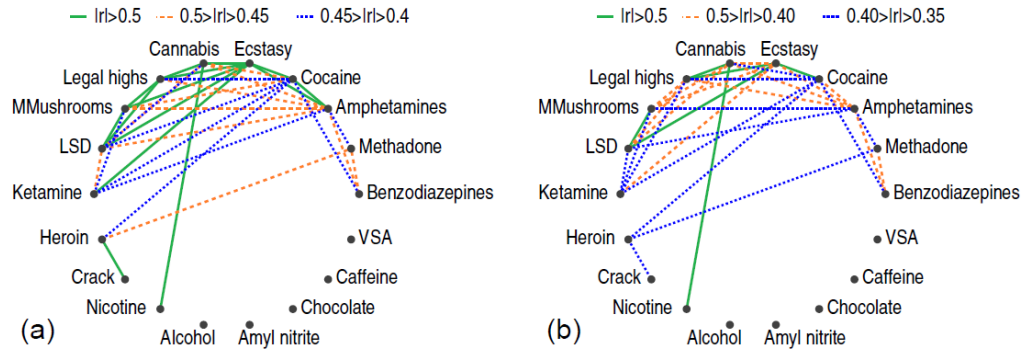 |r|>0.5 0.5>|r|>0.45 0.45>|r|>0.4
Cannabis Ecstasy
Legal highs Cocaine
MMushrooms Amphetamines
LSD Methadone
Ketamine Benzodiazepines
Heroin VSA
Crack Caffeine
Nicotine Chocolate
Alcohol Amyl nitrite
(a)
|r|>0.5 0.5>|r|>0.40 0.40>|r|>0.35
Cannabis Ecstasy
Legal highs Cocaine
MMushrooms Amphetamines
LSD Methadone
Ketamine Benzodiazepines
Heroin VSA
Crack Caffeine
Nicotine Chocolate
Alcohol Amyl nitrite
(b)